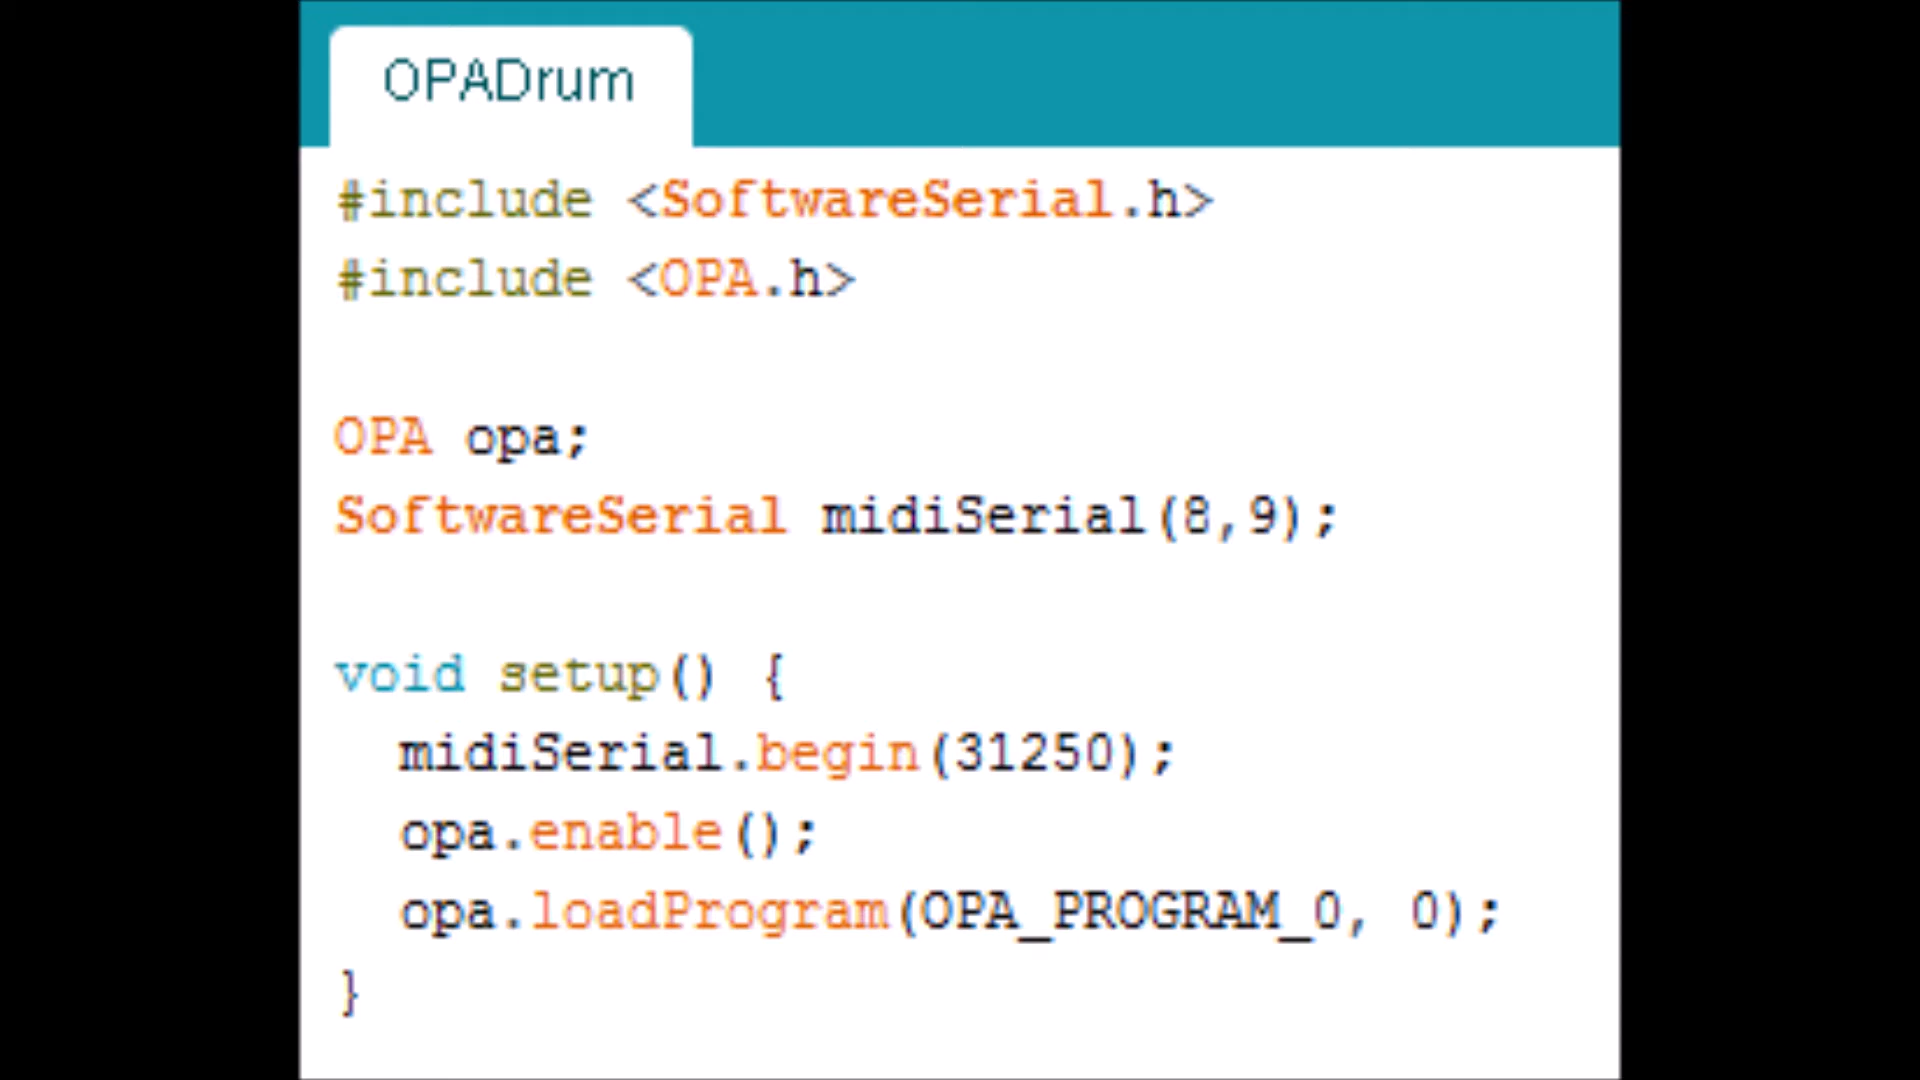 OPADrum
#include <SoftwareSerial.h>
#include <OPA.h>
OPA opa;
SoftwareSerial midiSerial(8,9);
void setup() {
  midiSerial.begin(31250);
  opa.enable();
  opa.loadProgram(OPA_PROGRAM_0, 0);
}